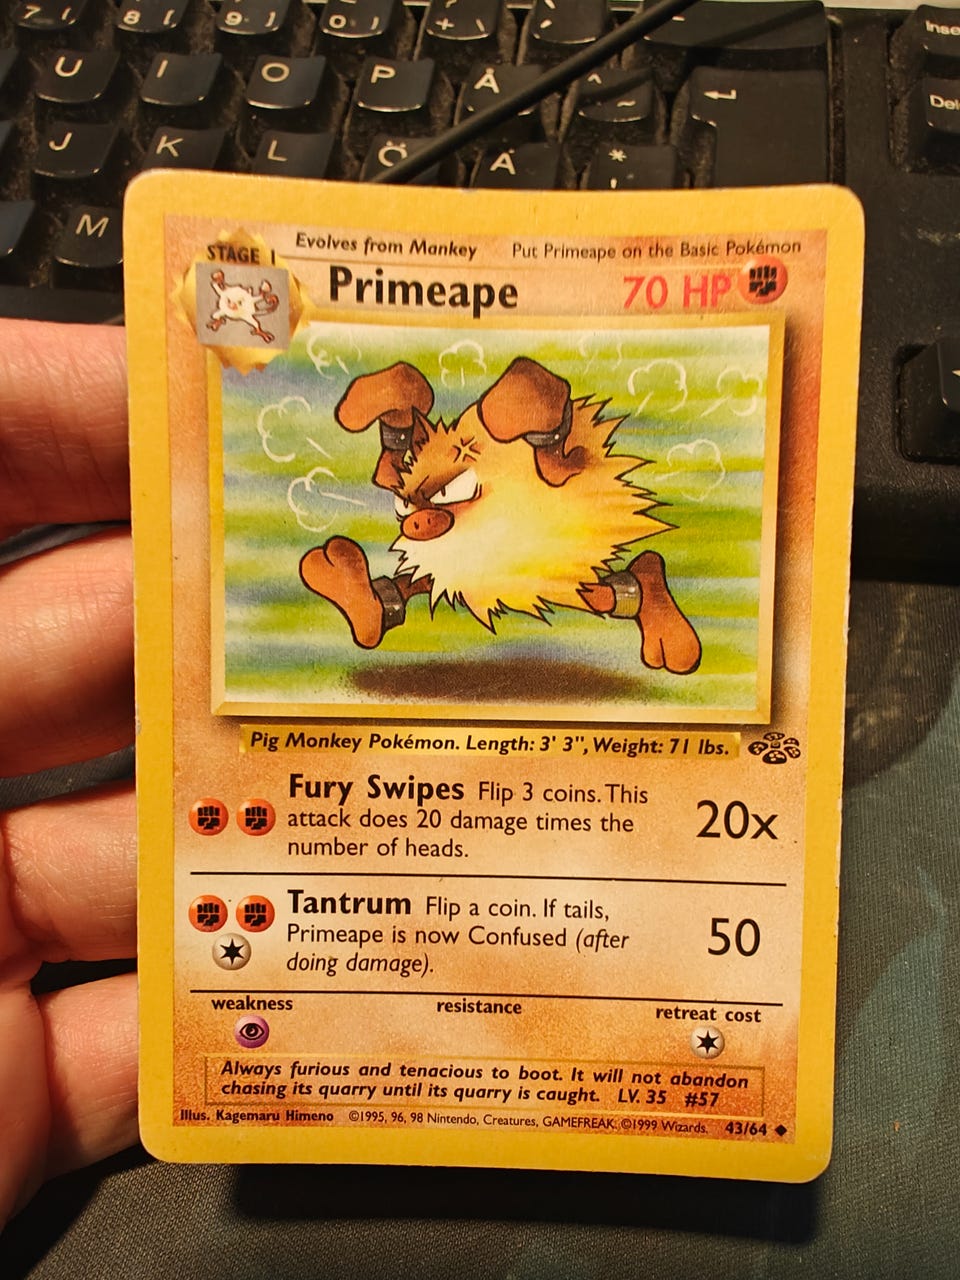 7 { 8 [ 9 ] 0 } + \ ´ Inse
U I O P Å ^ ~ Del
J K L Ö Ä * '
M
STAGE 1 Evolves from Mankey Put Primeape on the Basic Pokémon
Primeape 70 HP
Pig Monkey Pokémon. Length: 3' 3", Weight: 71 lbs.
Fury Swipes Flip 3 coins. This
attack does 20 damage times the
number of heads.
20x
Tantrum Flip a coin. If tails,
Primeape is now Confused (after
doing damage).
50
weakness resistance retreat cost
Always furious and tenacious to boot. It will not abandon
chasing its quarry until its quarry is caught. LV. 35 #57
Illus. Kagemaru Himeno ©1995, 96, 98 Nintendo, Creatures, GAMEFREAK. ©1999 Wizards. 43/64